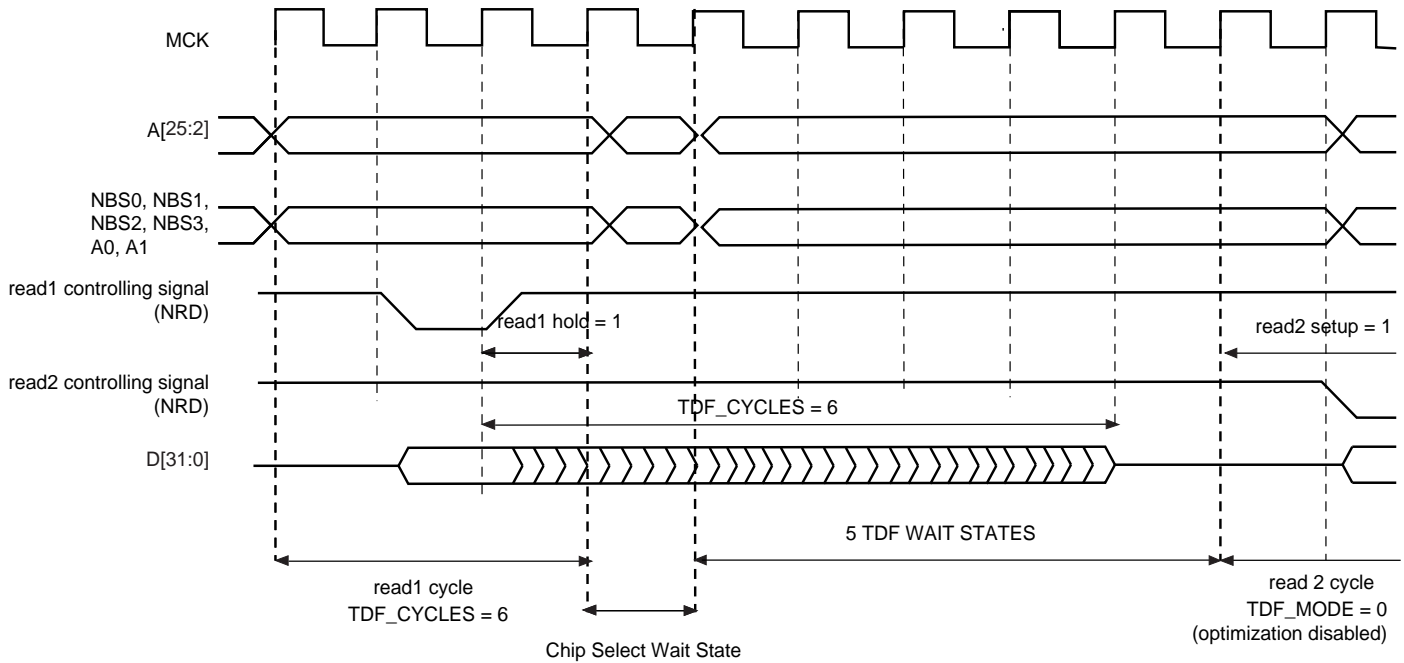 MCK
A[25:2]
NBS0, NBS1,
NBS2, NBS3,
A0, A1
read1 controlling signal
(NRD)
read1 hold = 1
read2 setup = 1
read2 controlling signal
(NRD)
TDF_CYCLES = 6
D[31:0]
5 TDF WAIT STATES
read1 cycle
TDF_CYCLES = 6
Chip Select Wait State
read 2 cycle
TDF_MODE = 0
(optimization disabled)